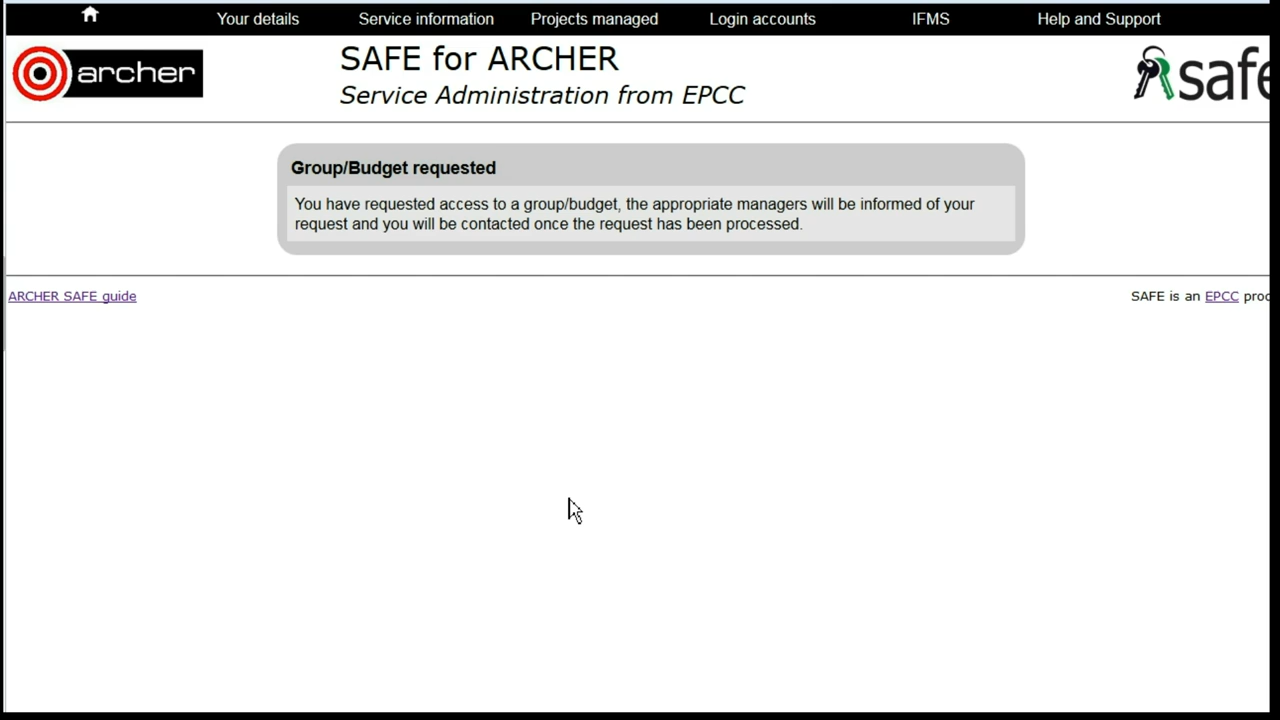 Your details Service information Projects managed Login accounts IFMS Help and Support
archer
SAFE for ARCHER
Service Administration from EPCC
safe
Group/Budget requested
You have requested access to a group/budget, the appropriate managers will be informed of your
request and you will be contacted once the request has been processed.
ARCHER SAFE guide
SAFE is an EPCC